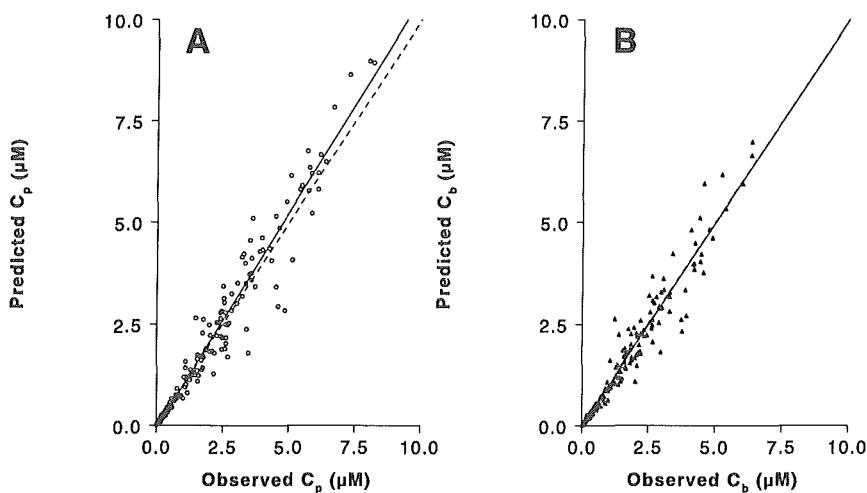 A
10.0
7.5
5.0
2.5
0.0
Predicted Cp (µM)
0.0 2.5 5.0 7.5 10.0
Observed Cp (µM)
B
10.0
7.5
5.0
2.5
0.0
Predicted Cb (µM)
0.0 2.5 5.0 7.5 10.0
Observed Cb (µM)